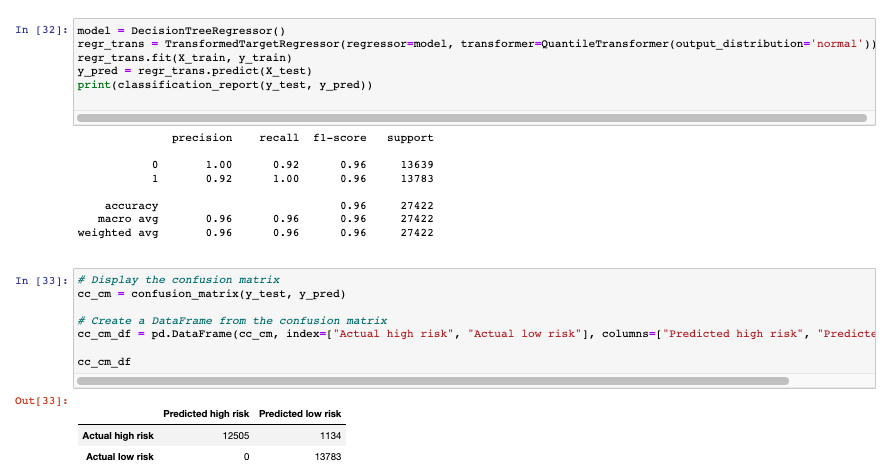 In [32]: model = DecisionTreeRegressor()
regr_trans = TransformedTargetRegressor(regressor=model, transformer=QuantileTransformer(output_distribution='normal'))
regr_trans.fit(X_train, y_train)
y_pred = regr_trans.predict(X_test)
print(classification_report(y_test, y_pred))
precision recall f1-score support
0 1.00 0.92 0.96 13639
1 0.92 1.00 0.96 13783
accuracy 0.96 27422
macro avg 0.96 0.96 0.96 27422
weighted avg 0.96 0.96 0.96 27422
In [33]: # Display the confusion matrix
cc_cm = confusion_matrix(y_test, y_pred)
# Create a DataFrame from the confusion matrix
cc_cm_df = pd.DataFrame(cc_cm, index=["Actual high risk", "Actual low risk"], columns=["Predicted high risk", "Predicte
cc_cm_df
Out[33]:
Predicted high risk Predicted low risk
Actual high risk 12505 1134
Actual low risk 0 13783